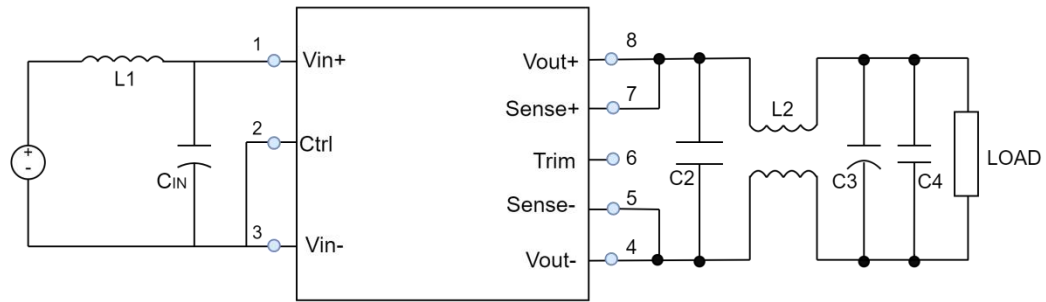 1
Vin+
L1
+
-
CIN
2
Ctrl
3
Vin-
Vout+
8
Sense+
7
Trim
6
Sense-
5
Vout-
4
C2
L2
C3
C4
LOAD